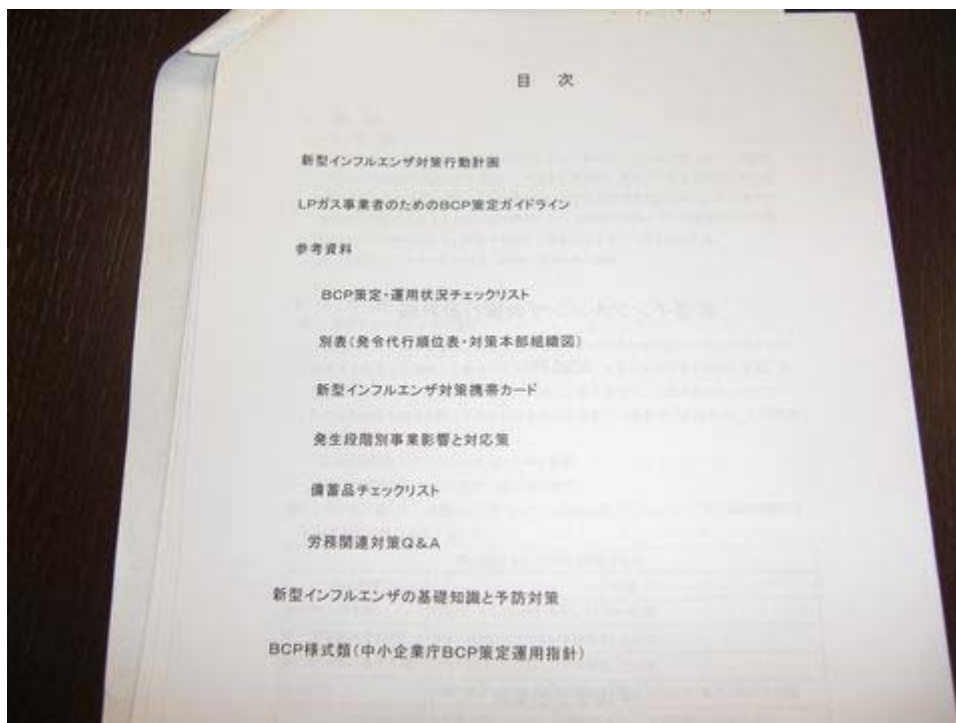 目 次
新型インフルエンザ対策行動計画
LPガス事業者のためのBCP策定ガイドライン
参考資料
BCP策定・運用状況チェックリスト
別表(発令代行順位表・対策本部組織図)
新型インフルエンザ対策携帯カード
発生段階別事業影響と対応策
備蓄品チェックリスト
労務関連対策Q&A
新型インフルエンザの基礎知識と予防対策
BCP様式類(中小企業庁BCP策定運用指針)